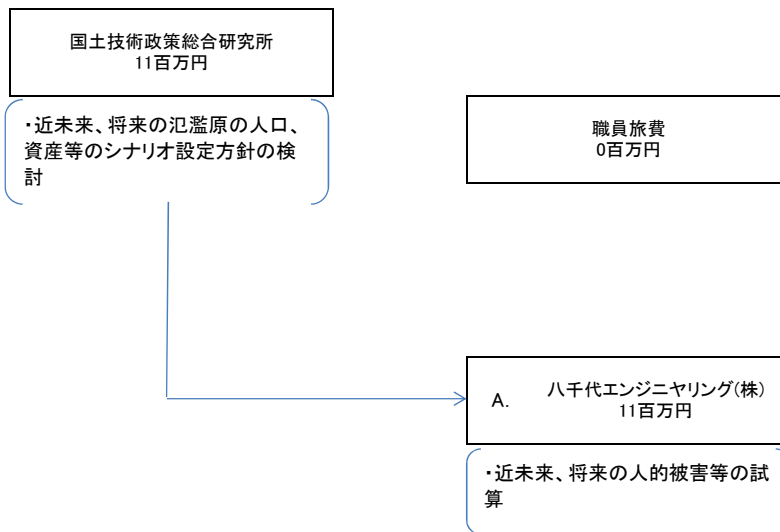 国土技術政策総合研究所
11百万円
・近未来、将来の氾濫原の人口、
資産等のシナリオ設定方針の検
討
職員旅費
0百万円
A. 八千代エンジニヤリング(株)
11百万円
・近未来、将来の人的被害等の試
算